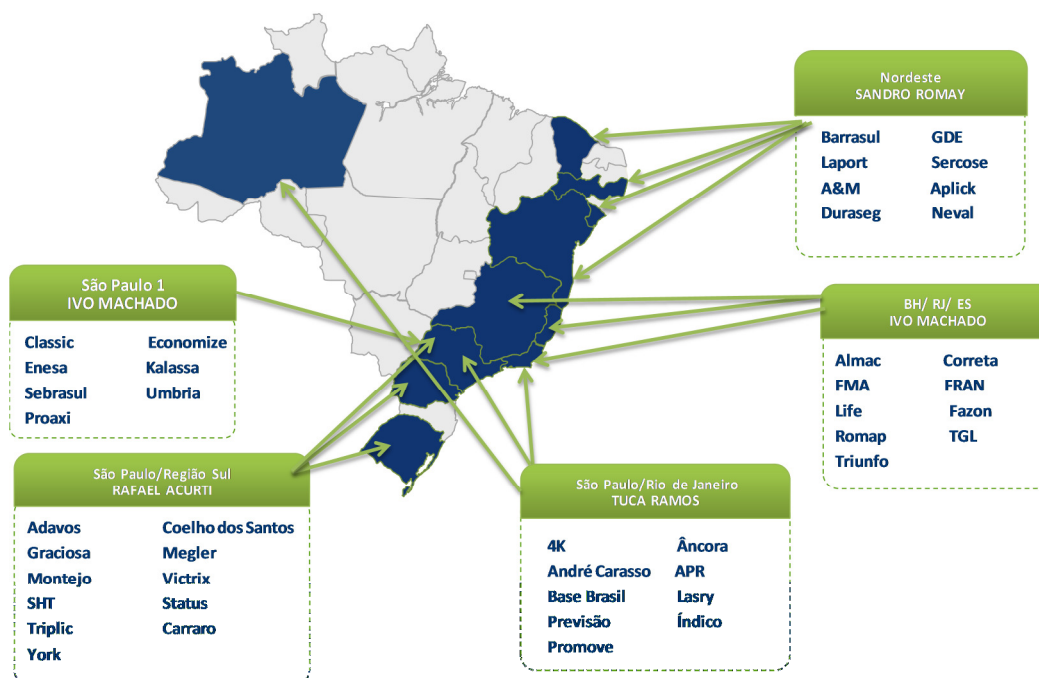 Nordeste
SANDRO ROMAY
Barrasul GDE
Laport Sercose
A&M Aplick
Duraseg Neval
São Paulo 1
IVO MACHADO
Classic Economize
Enesa Kalassa
Sebrasul Umbria
Proaxi
BH/ RJ/ ES
IVO MACHADO
Almac Correta
FMA FRAN
Life Fazon
Romap TGL
Triunfo
São Paulo/Região Sul
RAFAEL ACURTI
Adavos Coelho dos Santos
Graciosa Megler
Montejo Victrix
SHT Status
Triplic Carraro
York
São Paulo/Rio de Janeiro
TUCA RAMOS
4K Âncora
André Carasso APR
Base Brasil Lasry
Previsão Índico
Promove